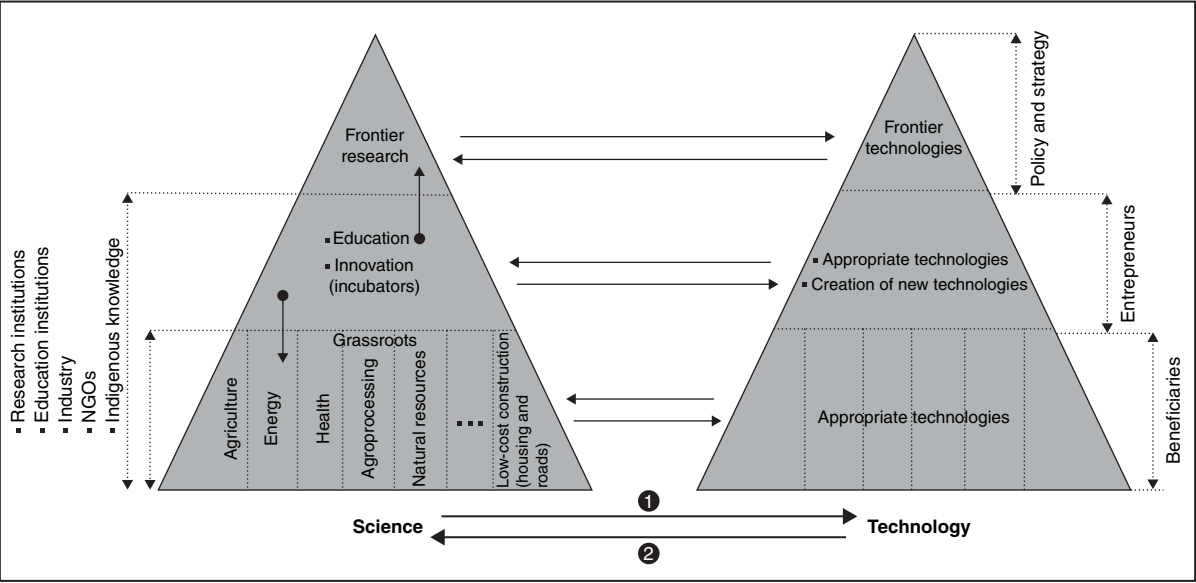 ▪ Research institutions
▪ Education institutions
▪ Industry
▪ NGOs
▪ Indigenous knowledge
Frontier
research
▪ Education
▪ Innovation
(incubators)
Grassroots
Agriculture
Energy
Health
Agroprocessing
Natural resources
...
Low-cost construction
(housing and
roads)
Frontier
technologies
▪ Appropriate technologies
▪ Creation of new technologies
Appropriate technologies
Policy and strategy
Entrepreneurs
Beneficiaries
1
Science
Technology
2